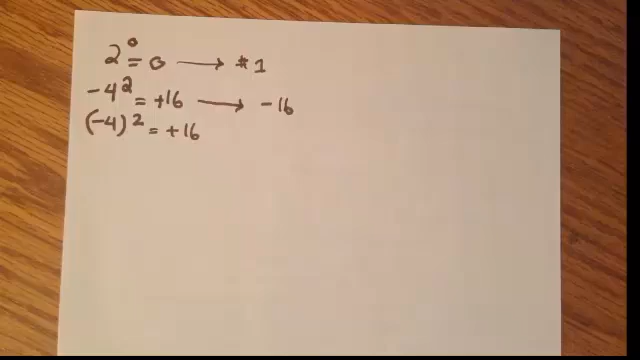 2⁰ = 0 → #1
-4² = +16 → -16
(-4)² = +16